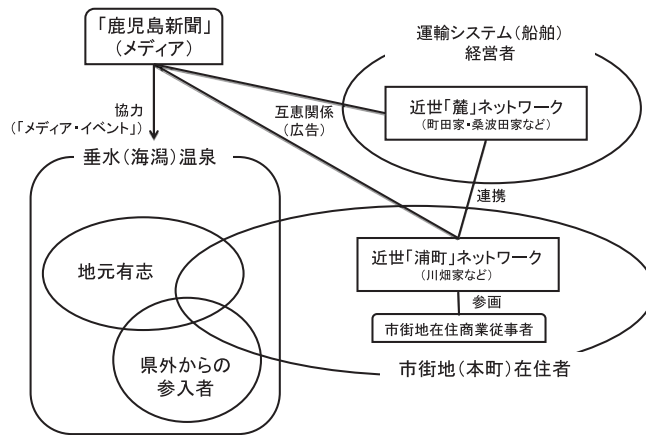 「鹿児島新聞」
（メディア）
運輸システム（船舶）
経営者
協力
（「メディア・イベント」）
互恵関係
（広告）
近世「麓」ネットワーク
（町田家・桑波田家など）
垂水（海潟）温泉
連携
地元有志
近世「浦町」ネットワーク
（川畑家など）
参画
市街地在住商業従事者
県外からの
参入者
市街地（本町）在住者